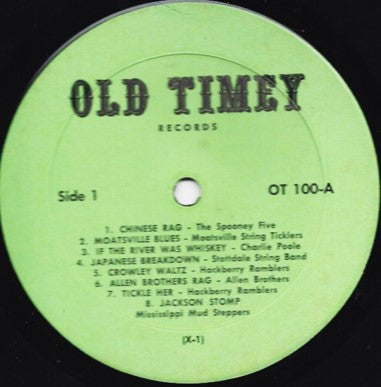 OLD TIMEY
RECORDS
Side 1
OT 100-A
1. CHINESE RAG - The Spooney Five
2. MOATSVILLE BLUES - Moatsville String Ticklers
3. IF THE RIVER WAS WHISKEY - Charlie Poole
4. JAPANESE BREAKDOWN - Stottdale String Band
5. CROWLEY WALTZ - Hackberry Ramblers
6. ALLEN BROTHERS RAG - Allen Brothers
7. TICKLE HER - Hackberry Ramblers
8. JACKSON STOMP
Mississippi Mud Steppers
(X-1)